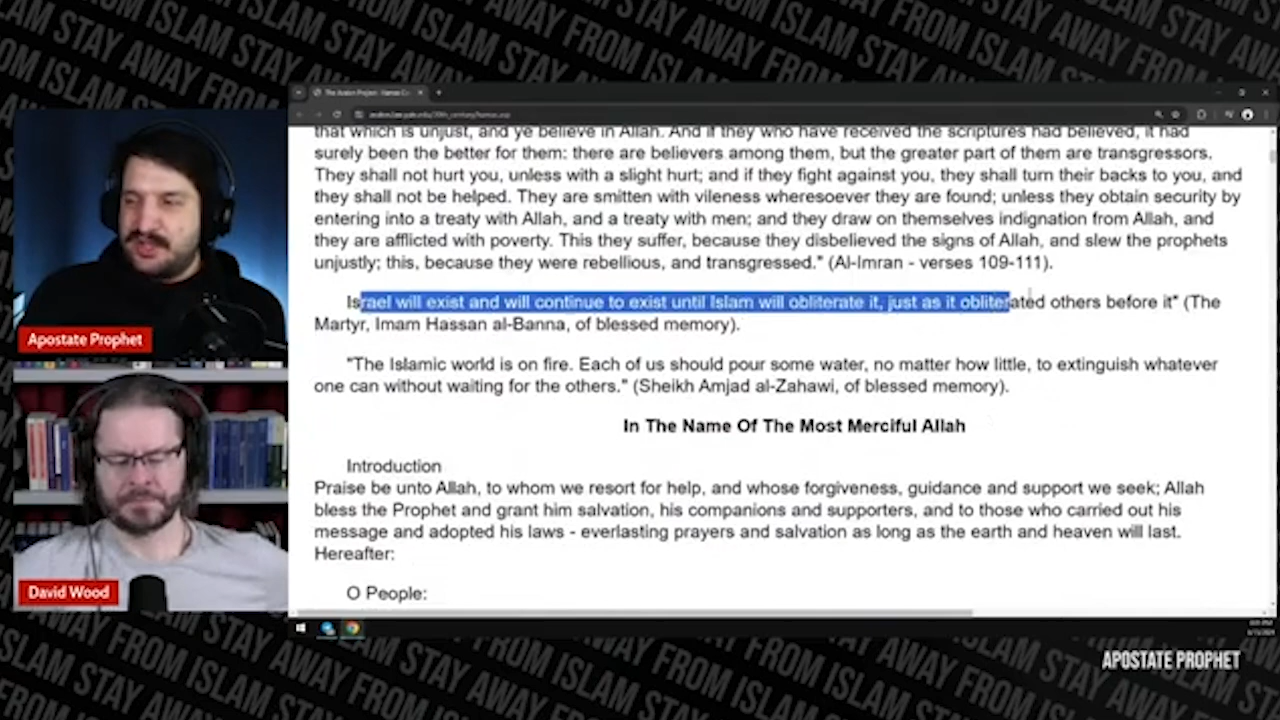 STAY AWAY FROM ISLAM
The Avalon Project : Hamas C
that which is unjust, and ye believe in Allah. And if they who have received the scriptures had believed, it had
surely been the better for them: there are believers among them, but the greater part of them are transgressors.
They shall not hurt you, unless with a slight hurt; and if they fight against you, they shall turn their backs to you, and
they shall not be helped. They are smitten with vileness wheresoever they are found; unless they obtain security by
entering into a treaty with Allah, and a treaty with men; and they draw on themselves indignation from Allah, and
they are afflicted with poverty. This they suffer, because they disbelieved the signs of Allah, and slew the prophets
unjustly; this, because they were rebellious, and transgressed." (Al-Imran - verses 109-111).
Israel will exist and will continue to exist until Islam will obliterate it, just as it obliterated others before it" (The
Martyr, Imam Hassan al-Banna, of blessed memory).
"The Islamic world is on fire. Each of us should pour some water, no matter how little, to extinguish whatever
one can without waiting for the others." (Sheikh Amjad al-Zahawi, of blessed memory).
In The Name Of The Most Merciful Allah
Introduction
Praise be unto Allah, to whom we resort for help, and whose forgiveness, guidance and support we seek; Allah
bless the Prophet and grant him salvation, his companions and supporters, and to those who carried out his
message and adopted his laws - everlasting prayers and salvation as long as the earth and heaven will last.
Hereafter:
O People:
Apostate Prophet
David Wood
APOSTATE PROPHET